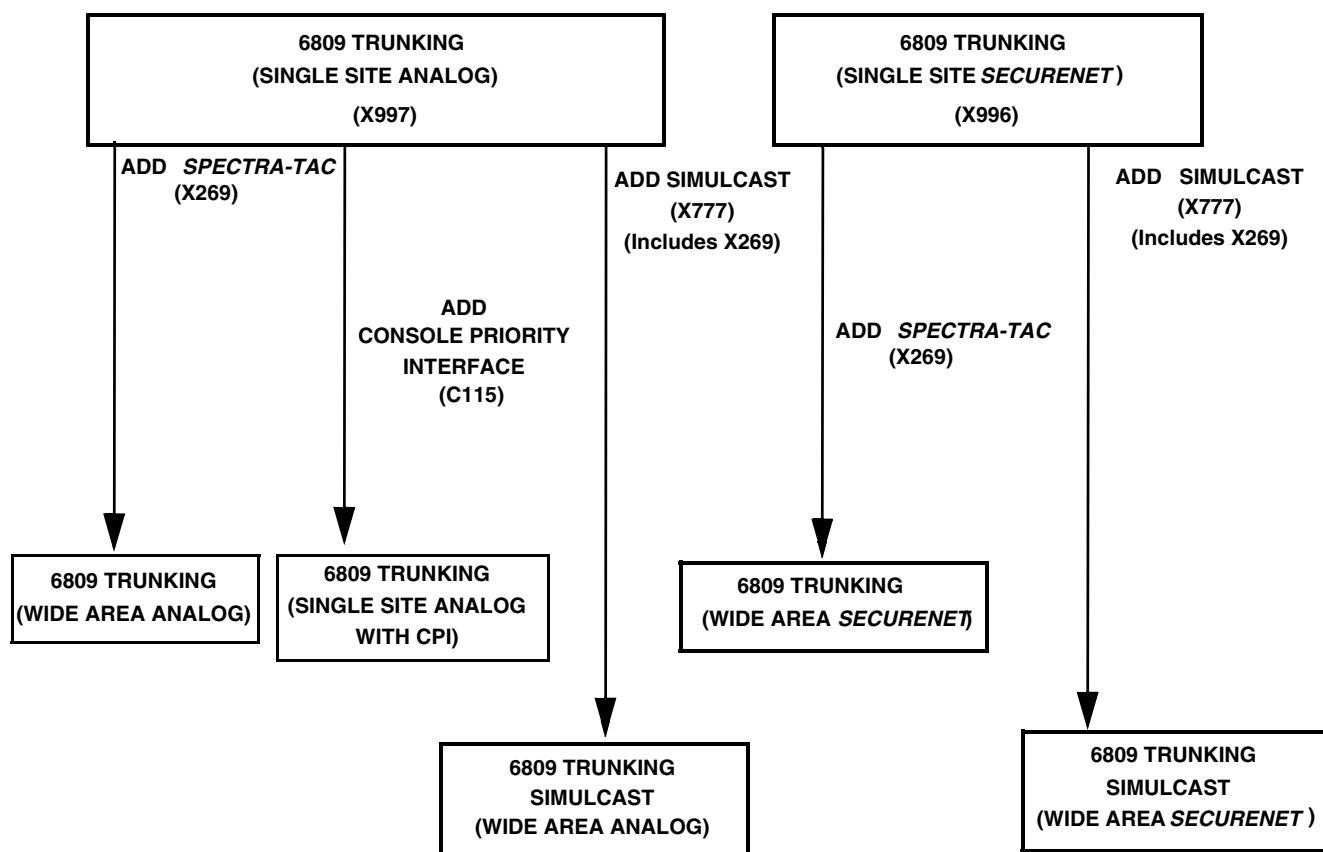 6809 TRUNKING
(SINGLE SITE ANALOG)
(X997)
6809 TRUNKING
(SINGLE SITE SECURENET )
(X996)
ADD SPECTRA-TAC
(X269)
ADD
CONSOLE PRIORITY
INTERFACE
(C115)
ADD SIMULCAST
(X777)
(Includes X269)
ADD SPECTRA-TAC
(X269)
ADD SIMULCAST
(X777)
(Includes X269)
6809 TRUNKING
(WIDE AREA ANALOG)
6809 TRUNKING
(SINGLE SITE ANALOG
WITH CPI)
6809 TRUNKING
(WIDE AREA SECURENET)
6809 TRUNKING
SIMULCAST
(WIDE AREA ANALOG)
6809 TRUNKING
SIMULCAST
(WIDE AREA SECURENET )